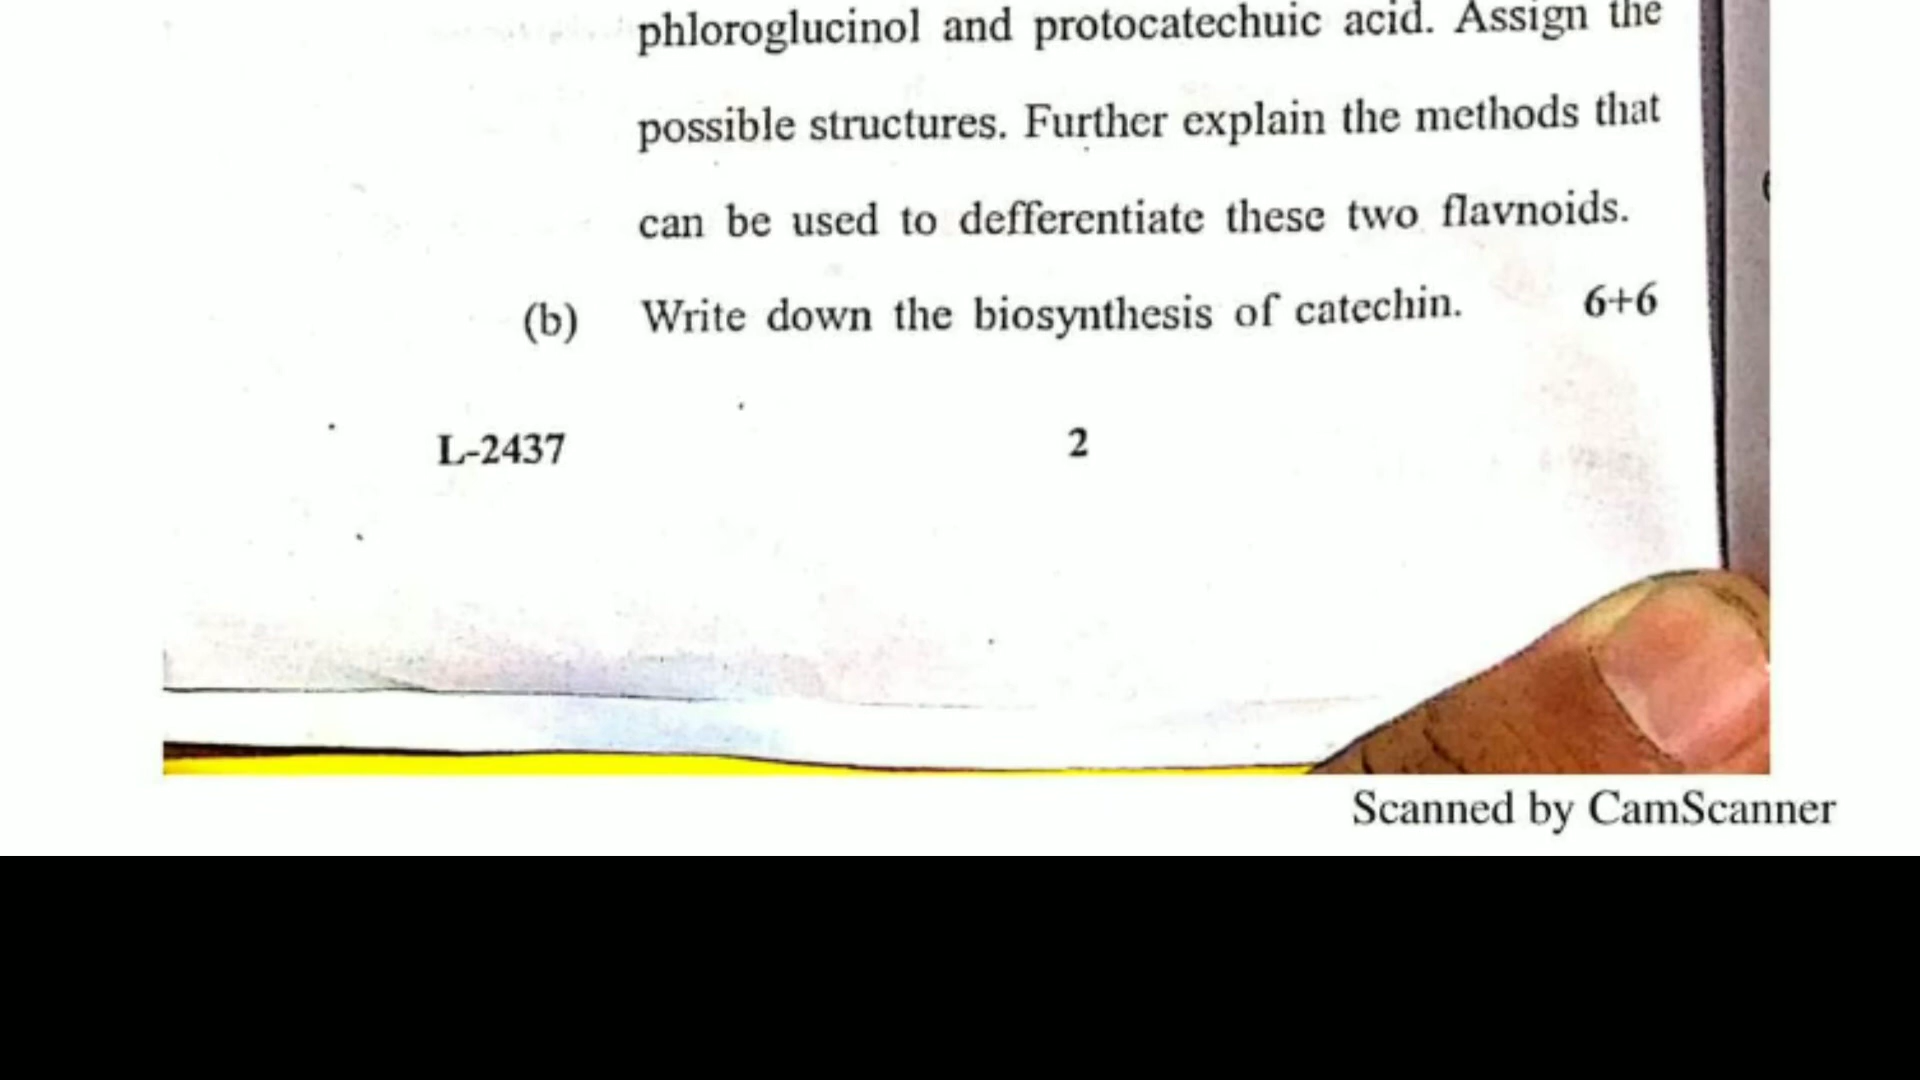 phloroglucinol and protocatechuic acid. Assign the
possible structures. Further explain the methods that
can be used to defferentiate these two flavnoids.
(b) Write down the biosynthesis of catechin. 6+6
L-2437 2
Scanned by CamScanner